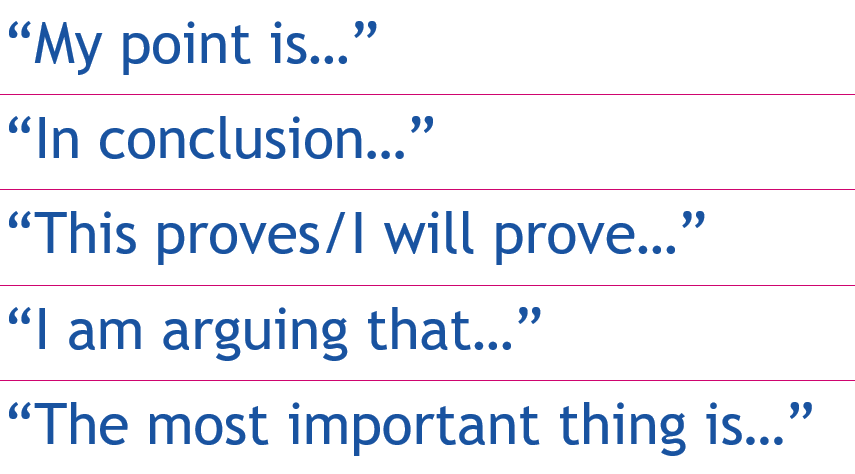 “My point is…”
“In conclusion…”
“This proves/I will prove…”
“I am arguing that…”
“The most important thing is…”